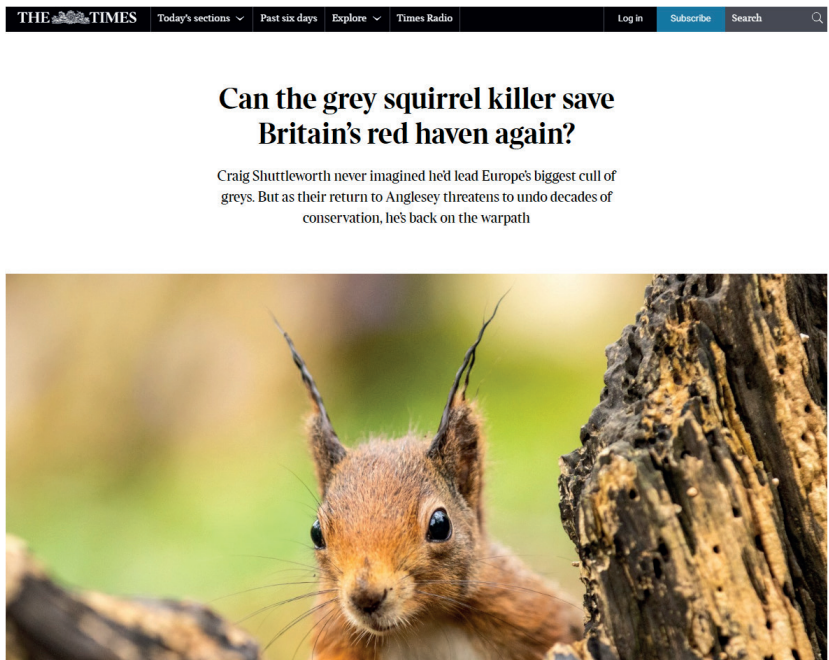 THE TIMES Today's sections Past six days Explore Times Radio Log in Subscribe Search
Can the grey squirrel killer save
Britain's red haven again?
Craig Shuttleworth never imagined he'd lead Europe's biggest cull of
greys. But as their return to Anglesey threatens to undo decades of
conservation, he's back on the warpath